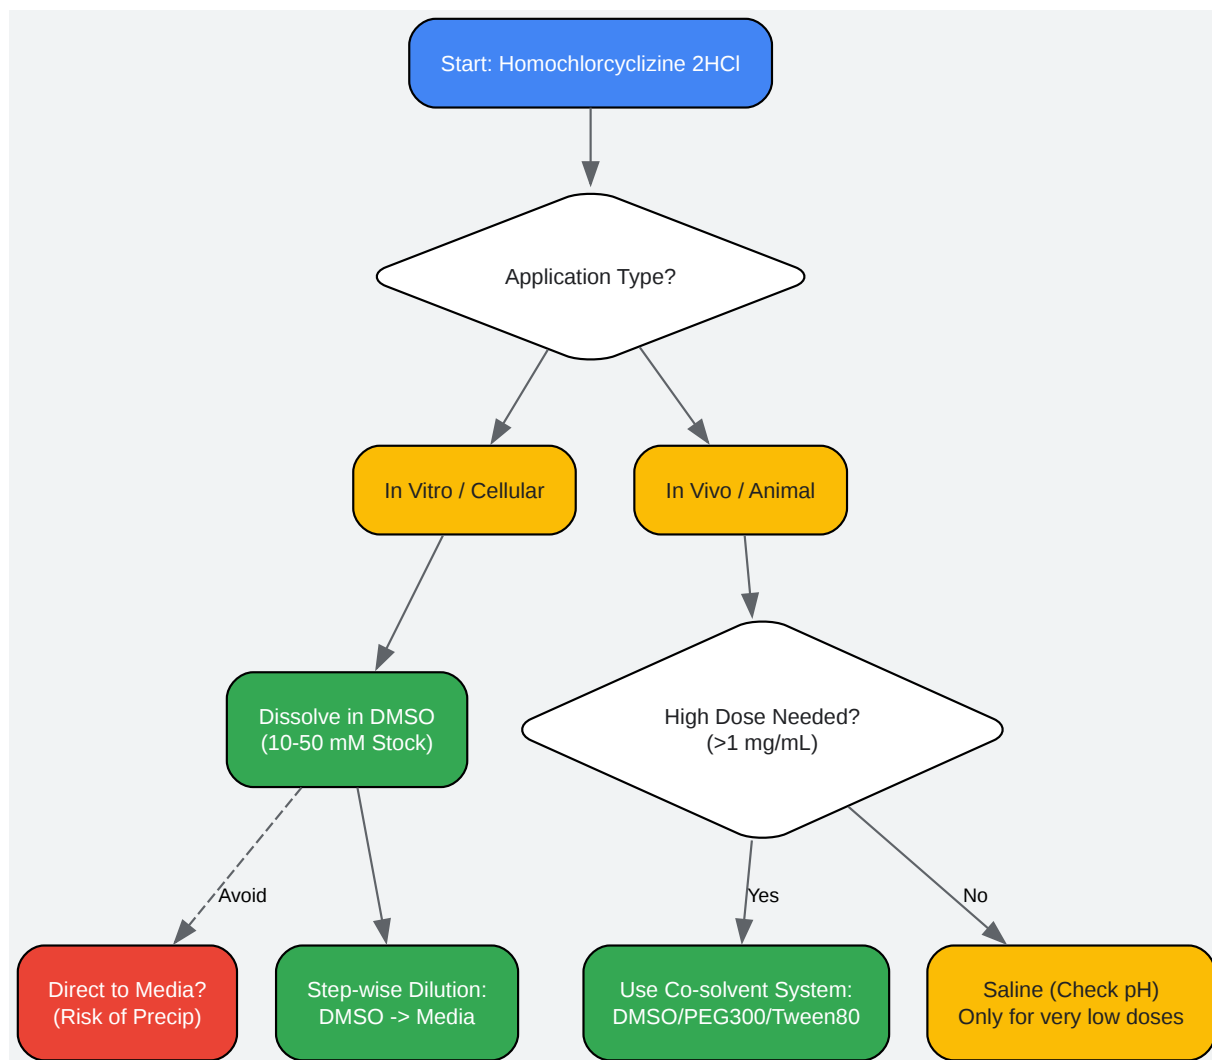 Start: Homochlorcyclizine 2HCl
Application Type?
In Vitro / Cellular
In Vivo / Animal
Dissolve in DMSO
(10-50 mM Stock)
High Dose Needed?
(>1 mg/mL)
Avoid
Yes
No
Direct to Media?
(Risk of Precip)
Step-wise Dilution:
DMSO -> Media
Use Co-solvent System:
DMSO/PEG300/Tween80
Saline (Check pH)
Only for very low doses